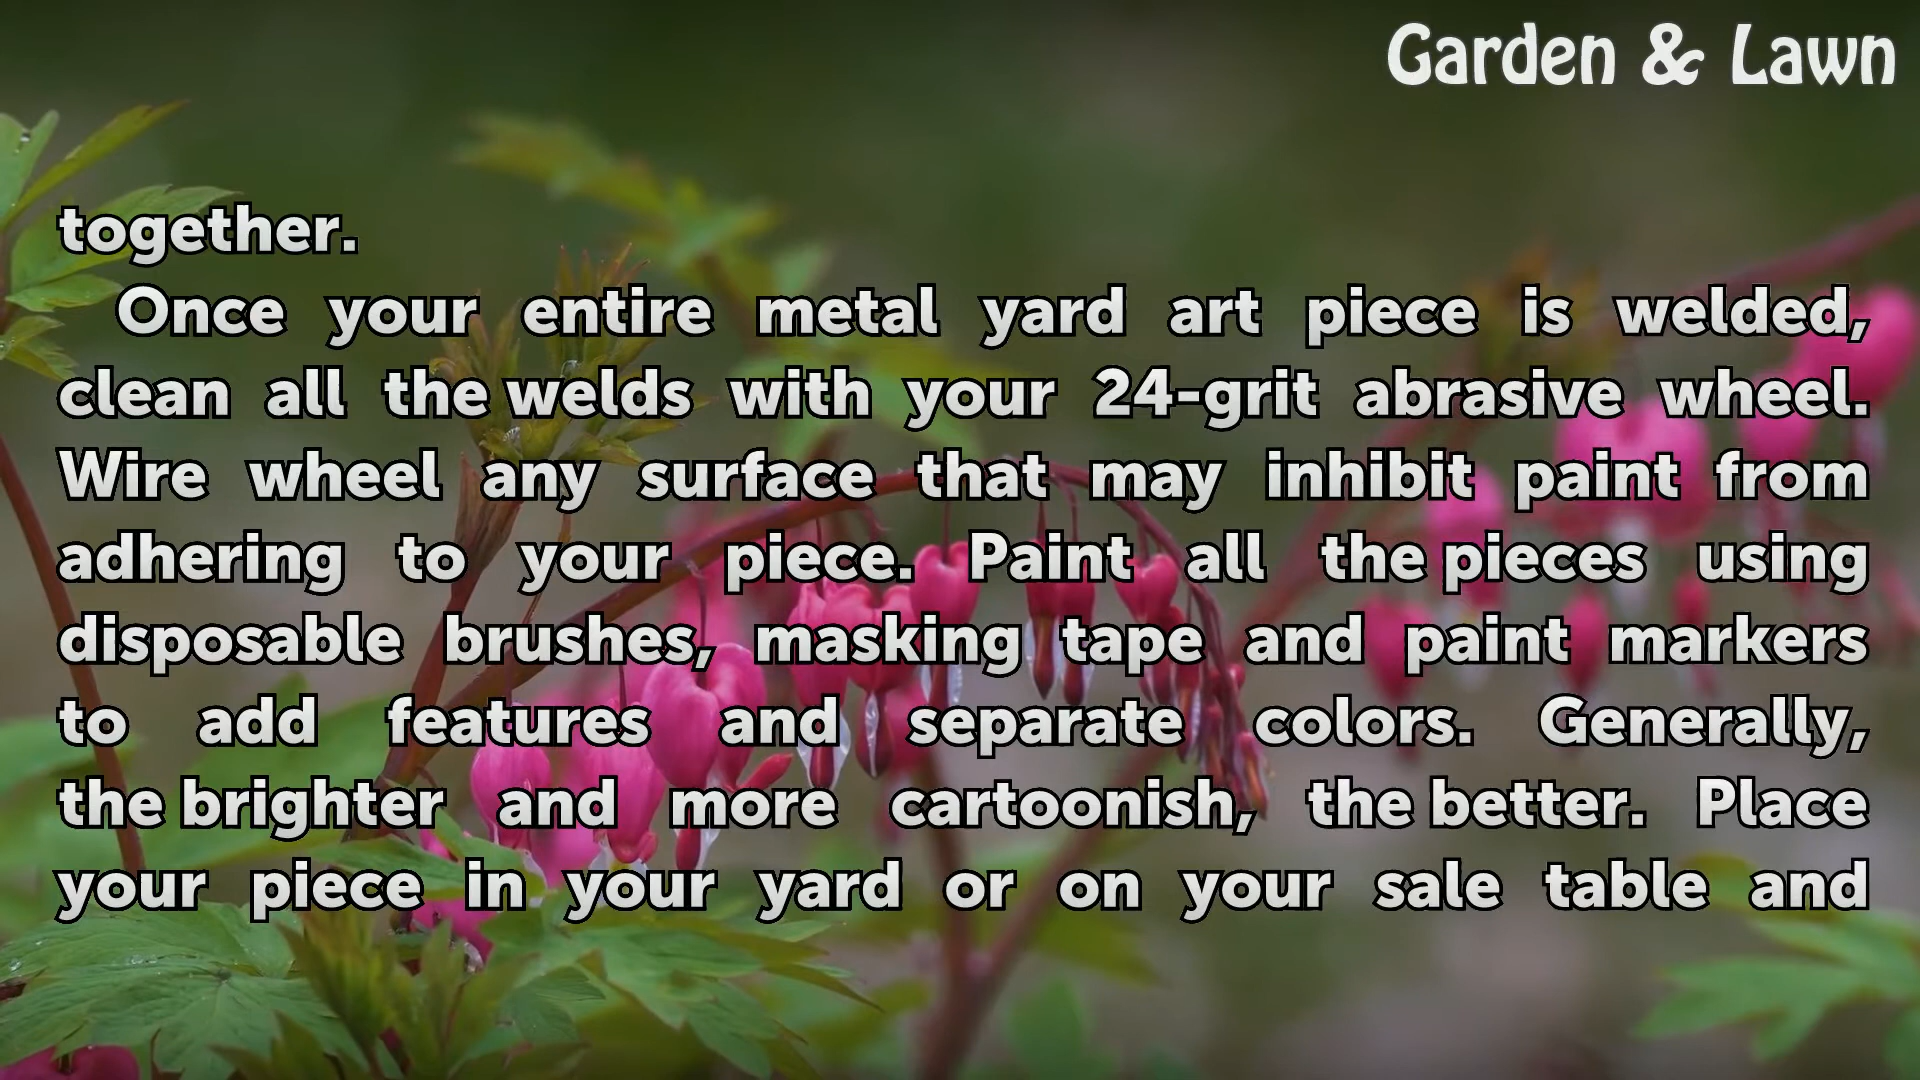 Garden & Lawn
together.
Once your entire metal yard art piece is welded,
clean all the welds with your 24-grit abrasive wheel.
Wire wheel any surface that may inhibit paint from
adhering to your piece. Paint all the pieces using
disposable brushes, masking tape and paint markers
to add features and separate colors. Generally,
the brighter and more cartoonish, the better. Place
your piece in your yard or on your sale table and